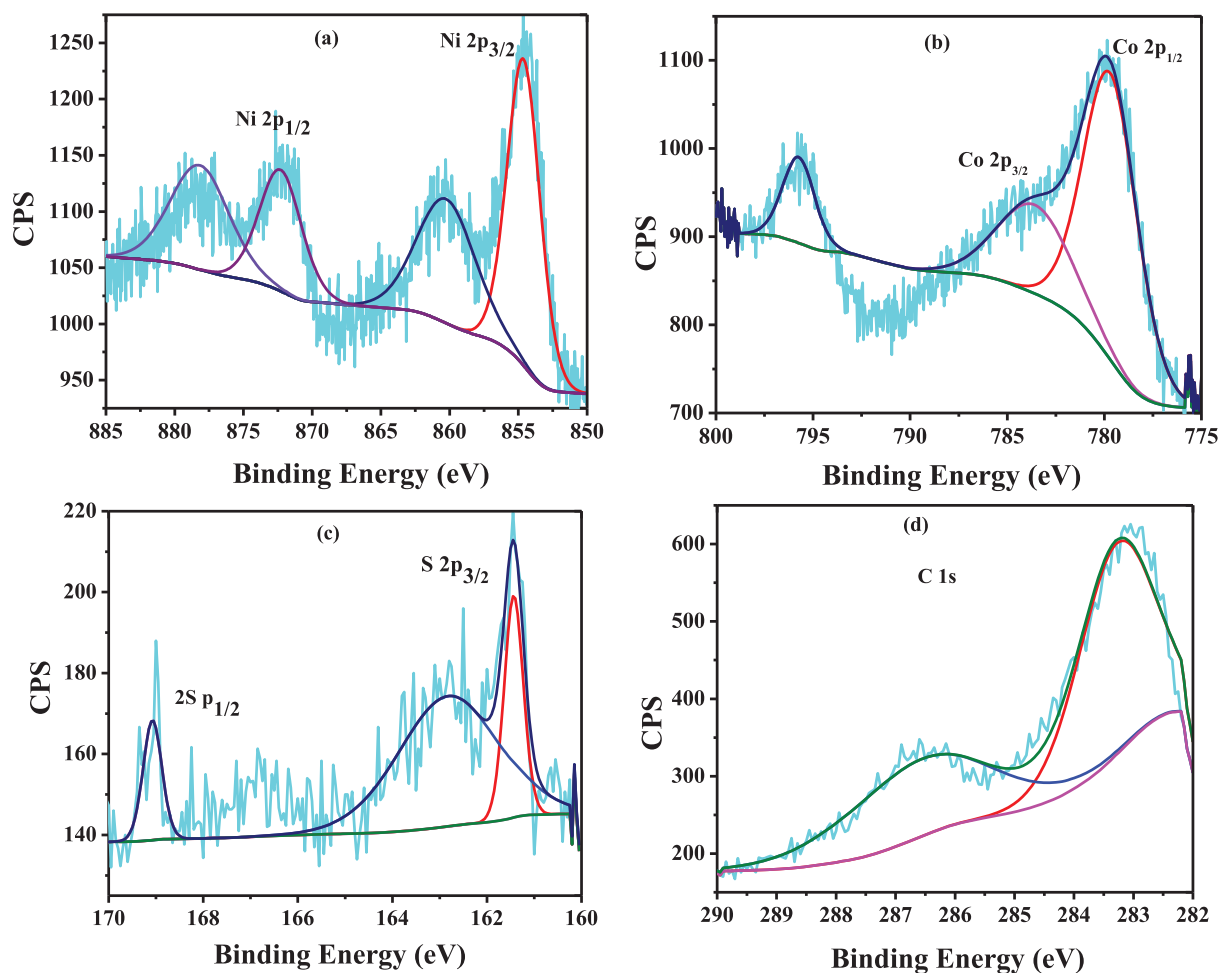 (a)
Ni 2p3/2
Ni 2p1/2
1250
1200
1150
1100
1050
1000
950
CPS
885 880 875 870 865 860 855 850
Binding Energy (eV)
(b)
Co 2p1/2
Co 2p3/2
1100
1000
900
800
700
CPS
800 795 790 785 780 775
Binding Energy (eV)
(c)
S 2p3/2
2S p1/2
220
200
180
160
140
CPS
170 168 166 164 162 160
Binding Energy (eV)
(d)
C 1s
600
500
400
300
200
CPS
290 289 288 287 286 285 284 283 282
Binding Energy (eV)